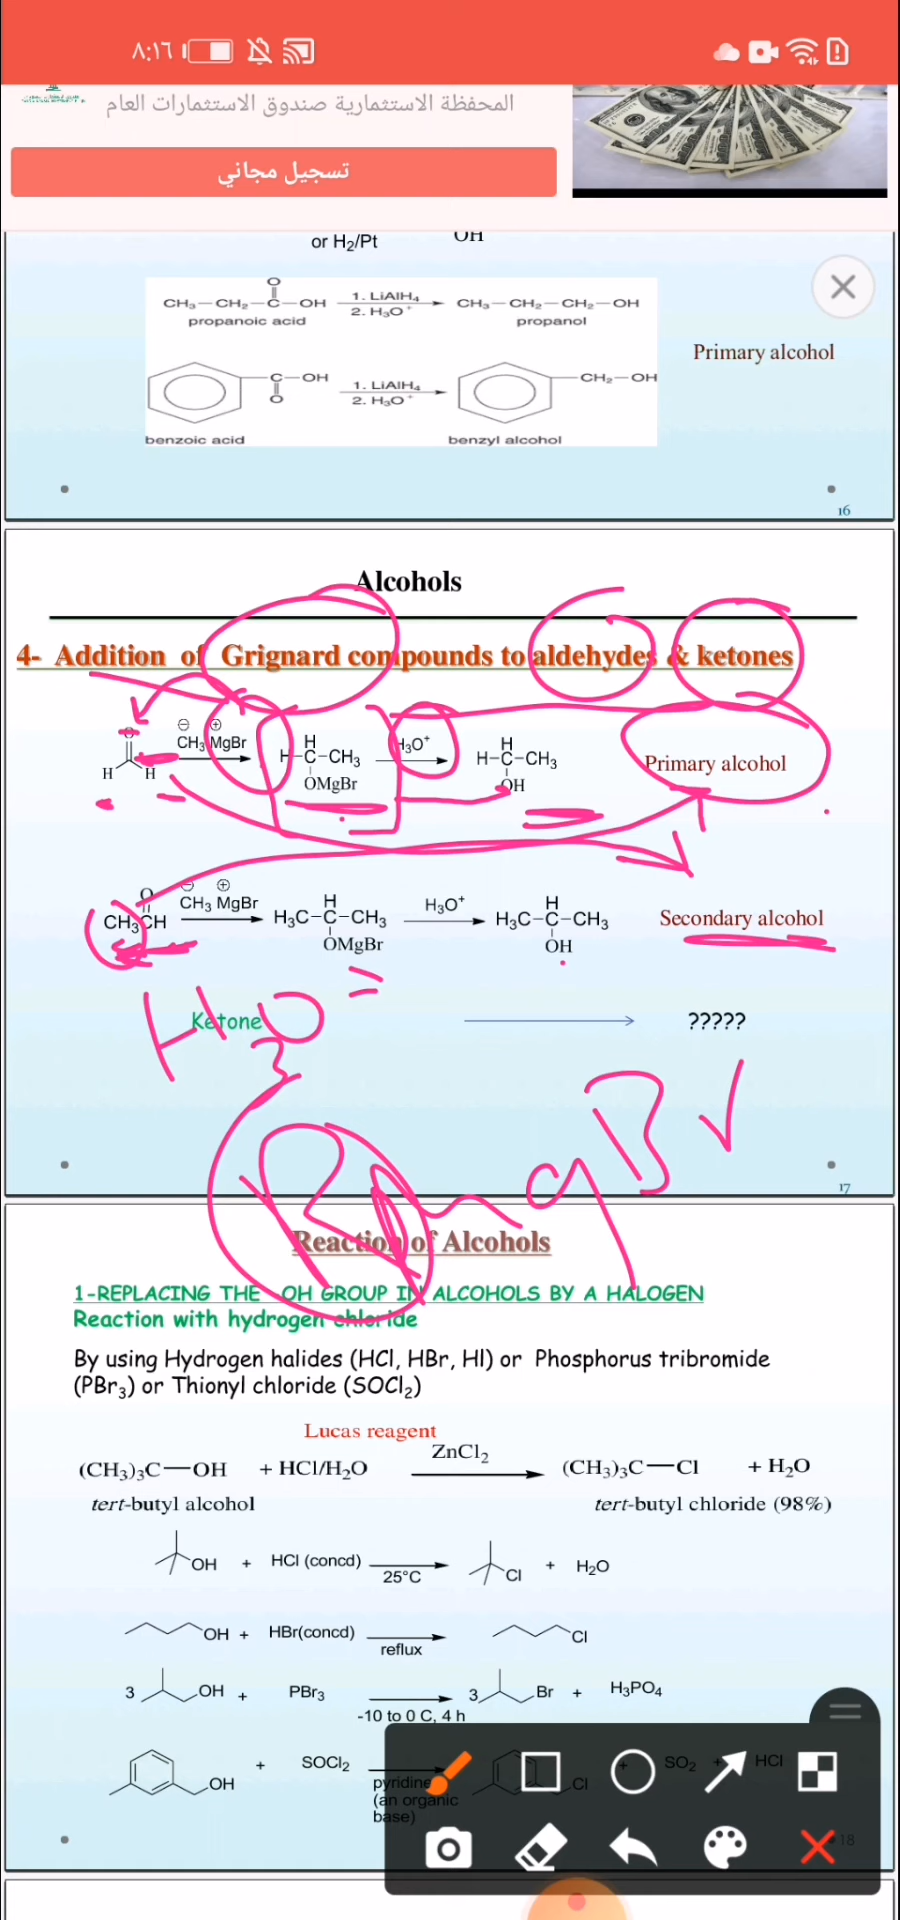 ٨:١٦
المحفظة الاستثمارية صندوق الاستثمارات العام
تسجيل مجاني
or H₂/Pt
OH
CH₃—CH₂—C—OH
O
1. LiAlH₄
2. H₃O⁺
CH₃—CH₂—CH₂—OH
propanoic acid
propanol
Primary alcohol
C—OH
O
1. LiAlH₄
2. H₃O⁺
CH₂—OH
benzoic acid
benzyl alcohol
16
Alcohols
4- Addition of Grignard compounds to aldehydes & ketones
O
H H
⊖ ⊕
CH₃ MgBr
H
H-C-CH₃
OMgBr
H₃O⁺
H
H-C-CH₃
OH
Primary alcohol
O
CH₃CH
⊖ ⊕
CH₃ MgBr
H
H₃C-C-CH₃
OMgBr
H₃O⁺
H
H₃C-C-CH₃
OH
Secondary alcohol
H₃O
Ketone
?????
17
Reaction of Alcohols
1-REPLACING THE OH GROUP IN ALCOHOLS BY A HALOGEN
Reaction with hydrogen chloride
By using Hydrogen halides (HCl, HBr, HI) or Phosphorus tribromide
(PBr₃) or Thionyl chloride (SOCl₂)
Lucas reagent
(CH₃)₃C—OH + HCl/H₂O ZnCl₂ (CH₃)₃C—Cl + H₂O
tert-butyl alcohol
tert-butyl chloride (98%)
OH + HCl (concd) 25°C Cl + H₂O
OH + HBr(concd) reflux Cl
3 OH + PBr₃ -10 to 0 C, 4 h 3 Br + H₃PO₄
OH + SOCl₂ pyridine Cl + SO₂ + HCl
(an organic
base)
18